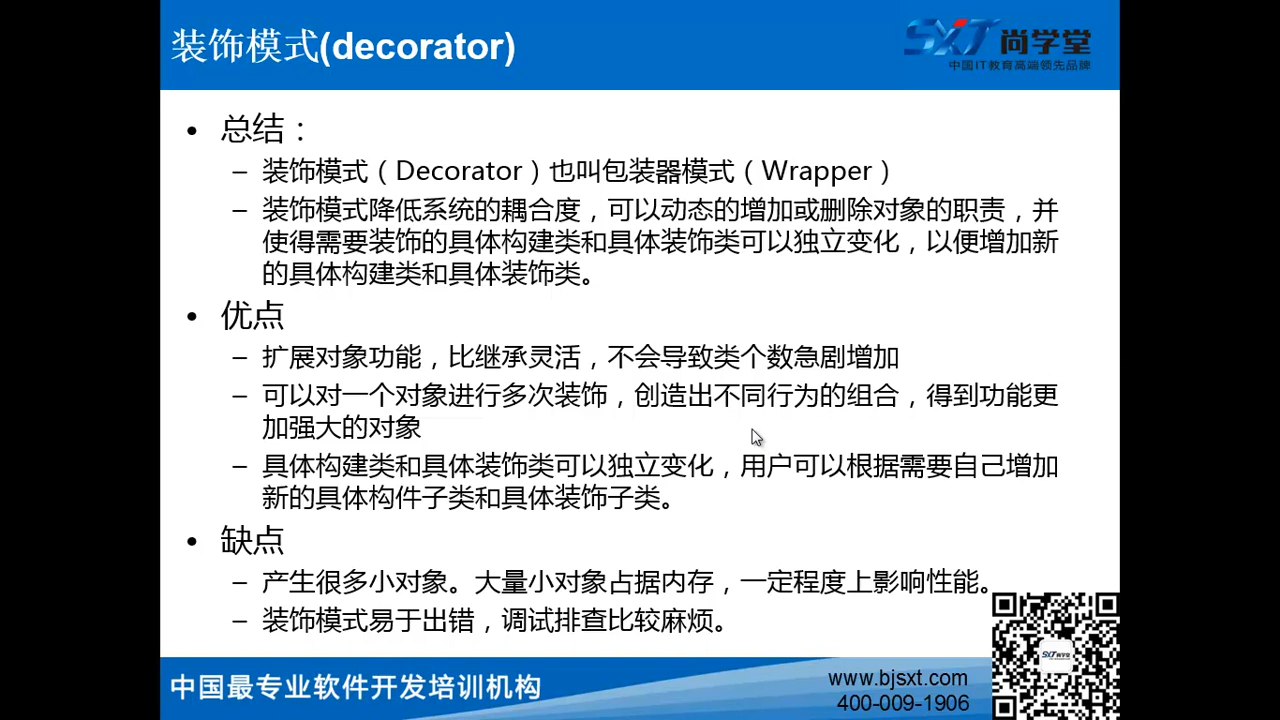 装饰模式(decorator)
SXT 尚学堂
中国IT教育高端领先品牌
• 总结：
– 装饰模式（Decorator）也叫包装器模式（Wrapper）
– 装饰模式降低系统的耦合度，可以动态的增加或删除对象的职责，并
使得需要装饰的具体构建类和具体装饰类可以独立变化，以便增加新
的具体构建类和具体装饰类。
• 优点
– 扩展对象功能，比继承灵活，不会导致类个数急剧增加
– 可以对一个对象进行多次装饰，创造出不同行为的组合，得到功能更
加强大的对象
– 具体构建类和具体装饰类可以独立变化，用户可以根据需要自己增加
新的具体构件子类和具体装饰子类。
• 缺点
– 产生很多小对象。大量小对象占据内存，一定程度上影响性能。
– 装饰模式易于出错，调试排查比较麻烦。
中国最专业软件开发培训机构
www.bjsxt.com
400-009-1906
SXT 尚学堂